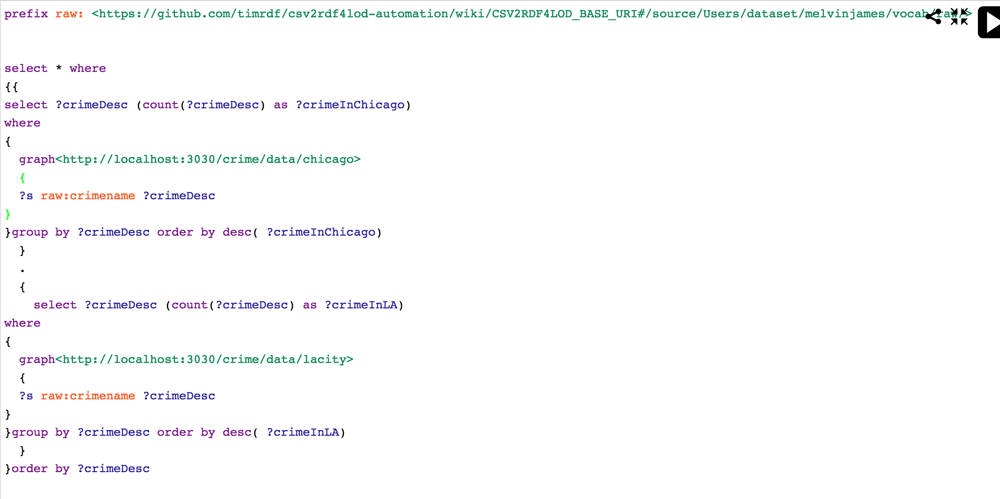 prefix raw: <https://github.com/timrdf/csv2rdf4lod-automation/wiki/CSV2RDF4LOD_BASE_URI#/source/Users/dataset/melvinjames/vocab/raw/>
select * where
{{
select ?crimeDesc (count(?crimeDesc) as ?crimeInChicago)
where
{
graph<http://localhost:3030/crime/data/chicago>
{
?s raw:crimename ?crimeDesc
}
}group by ?crimeDesc order by desc( ?crimeInChicago)
}
.
{
select ?crimeDesc (count(?crimeDesc) as ?crimeInLA)
where
{
graph<http://localhost:3030/crime/data/lacity>
{
?s raw:crimename ?crimeDesc
}
}group by ?crimeDesc order by desc( ?crimeInLA)
}
}order by ?crimeDesc